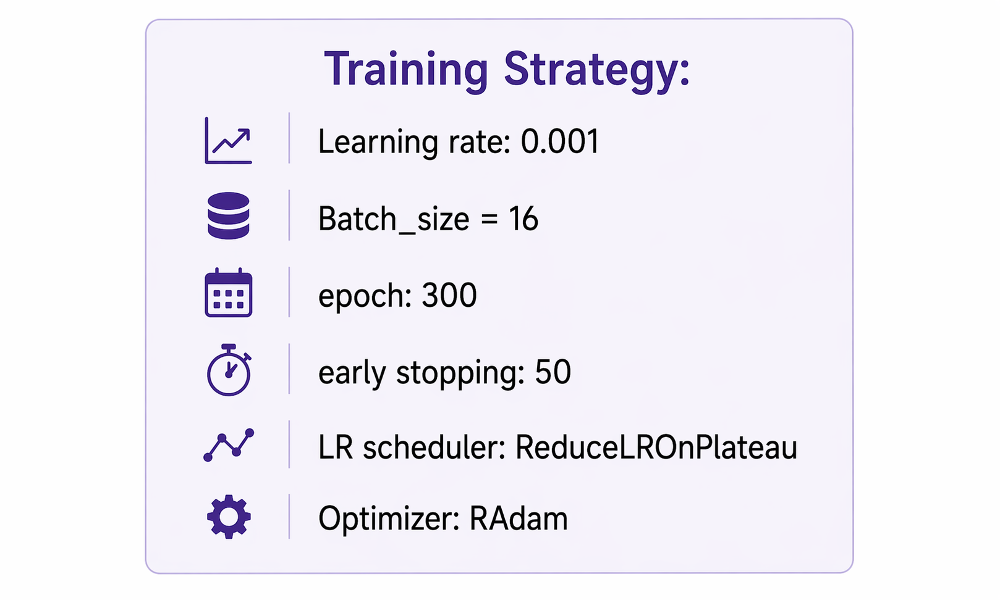 Training Strategy:
Learning rate: 0.001
Batch_size = 16
epoch: 300
early stopping: 50
LR scheduler: ReduceLROnPlateau
Optimizer: RAdam